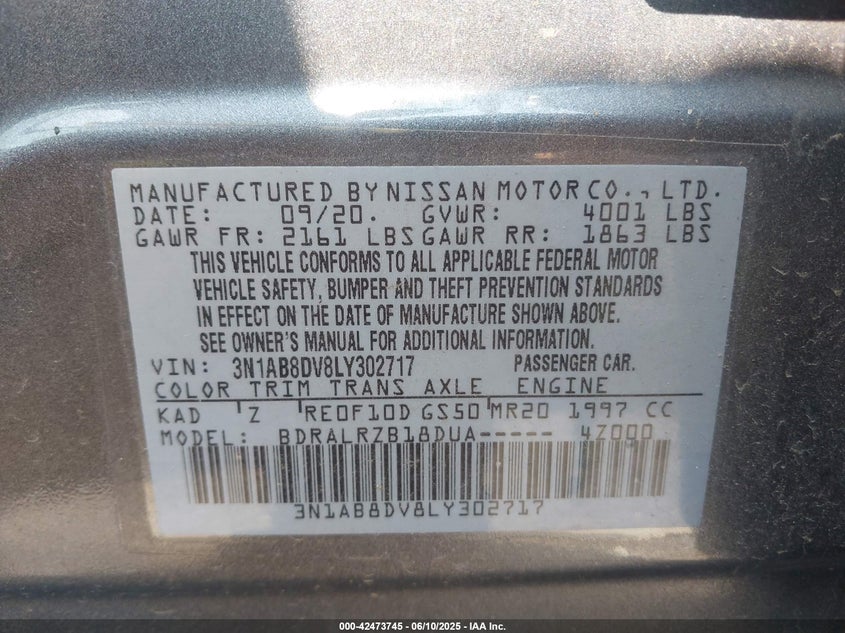 MANUFACTURED BY NISSAN MOTOR CO., LTD.
DATE: 09/20. GVWR: 4001 LBS
GAWR FR: 2161 LBS GAWR RR: 1863 LBS
THIS VEHICLE CONFORMS TO ALL APPLICABLE FEDERAL MOTOR
VEHICLE SAFETY, BUMPER AND THEFT PREVENTION STANDARDS
IN EFFECT ON THE DATE OF MANUFACTURE SHOWN ABOVE.
SEE OWNER'S MANUAL FOR ADDITIONAL INFORMATION.
VIN: 3N1AB8DV8LY302717 PASSENGER CAR.
COLOR TRIM TRANS AXLE ENGINE
KAD Z RE0F10D GS50 MR20 1997 CC
MODEL: BDRALRZB18DUA----- 4Z000
3N1AB8DV8LY302717
000-42473745 - 06/10/2025 - IAA Inc.